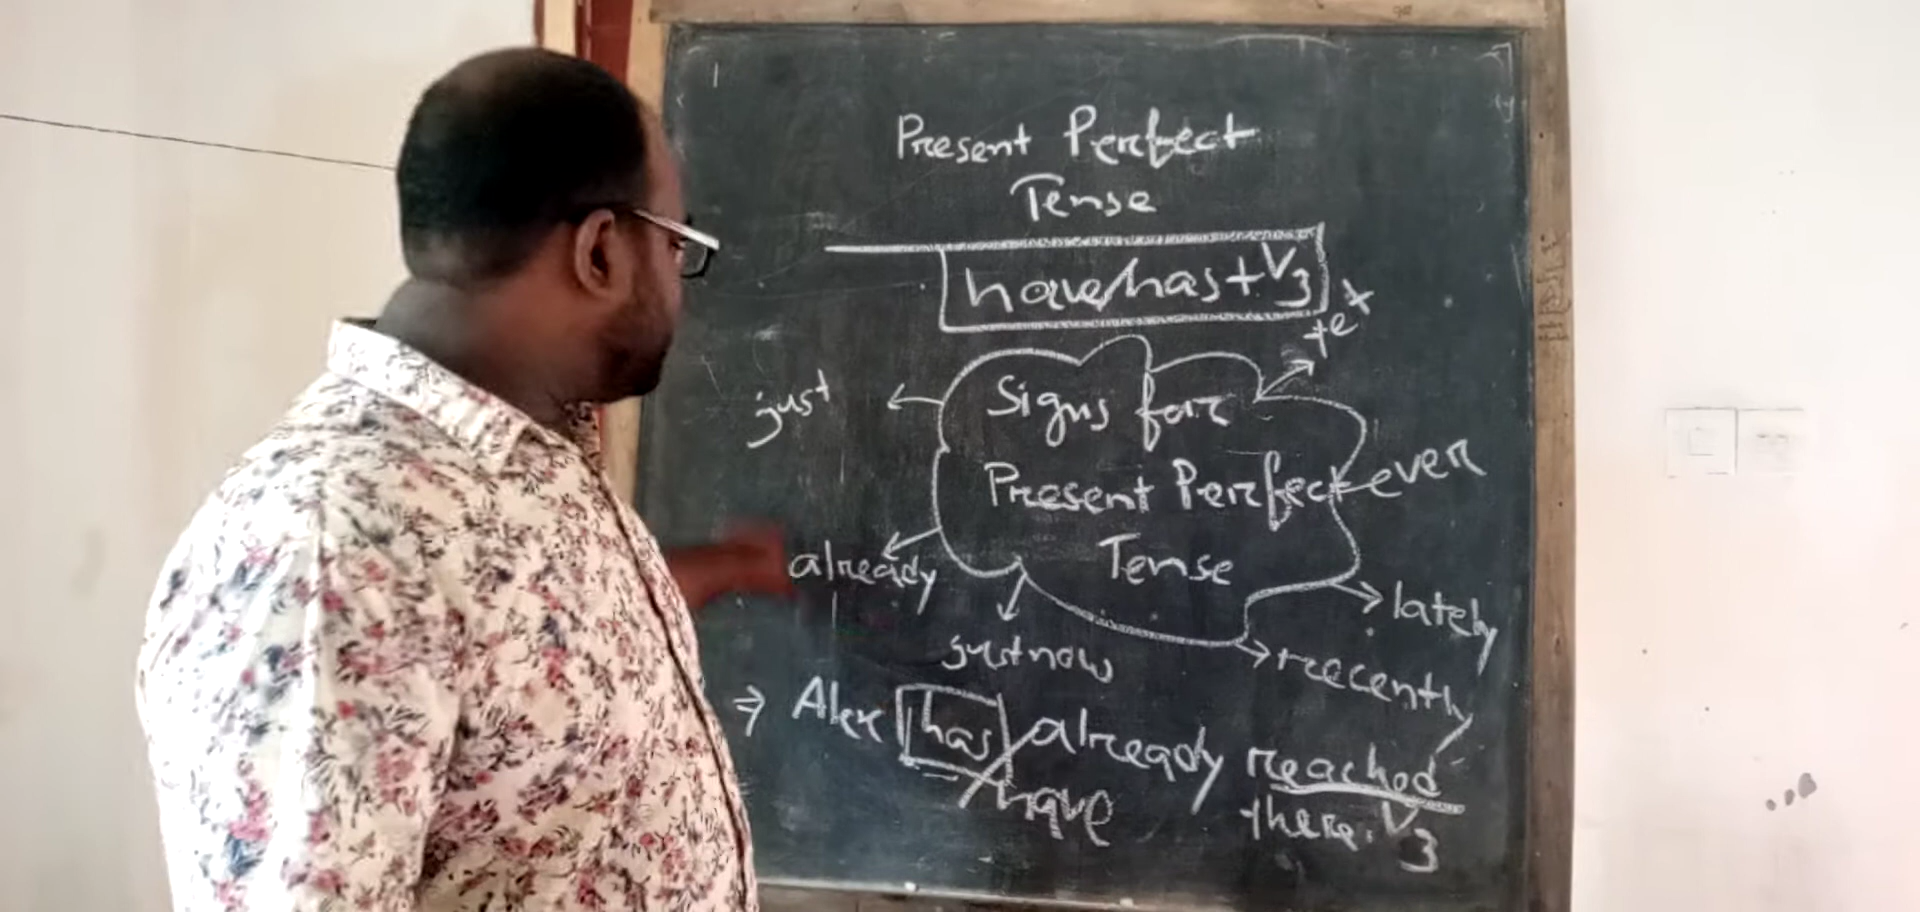 Present Perfect
Tense
have/has + V3
yet
just
Signs for
Present Perfect
Tense
ever
already
just now
lately
recently
⇒ Alex has/have already reached
there. V3